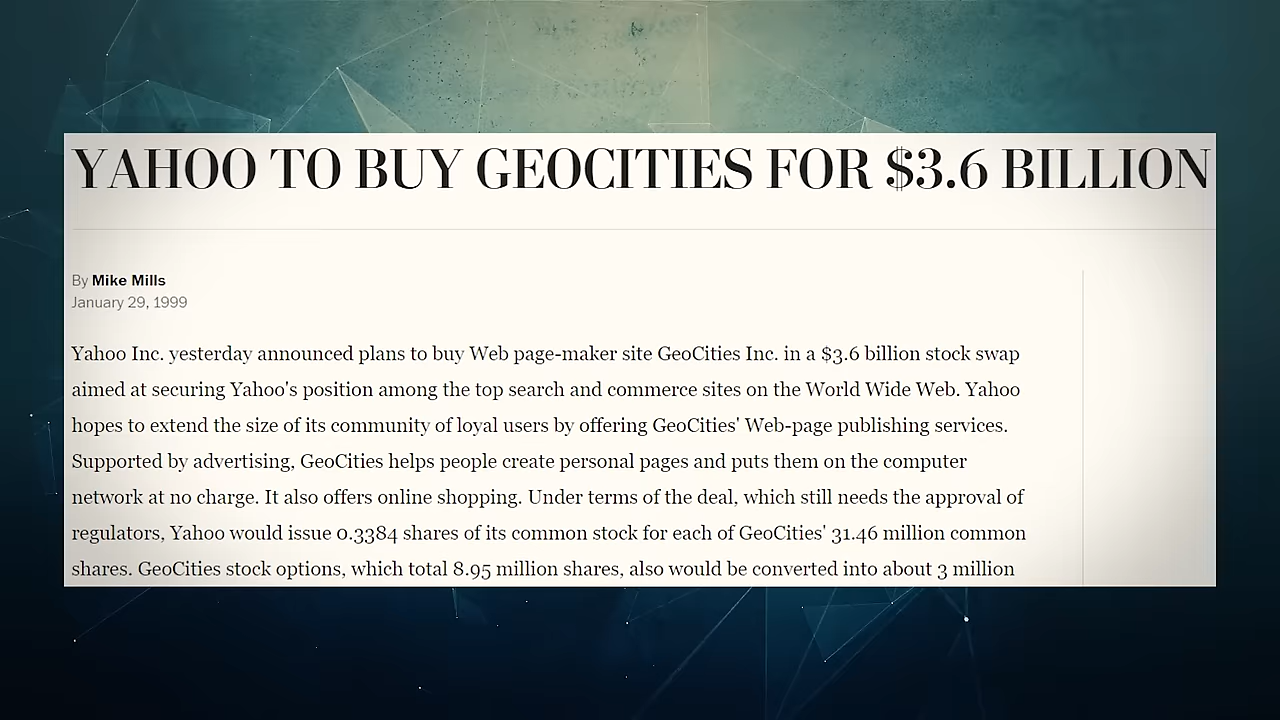 YAHOO TO BUY GEOCITIES FOR $3.6 BILLION
By Mike Mills
January 29, 1999
Yahoo Inc. yesterday announced plans to buy Web page-maker site GeoCities Inc. in a $3.6 billion stock swap
aimed at securing Yahoo's position among the top search and commerce sites on the World Wide Web. Yahoo
hopes to extend the size of its community of loyal users by offering GeoCities' Web-page publishing services.
Supported by advertising, GeoCities helps people create personal pages and puts them on the computer
network at no charge. It also offers online shopping. Under terms of the deal, which still needs the approval of
regulators, Yahoo would issue 0.3384 shares of its common stock for each of GeoCities' 31.46 million common
shares. GeoCities stock options, which total 8.95 million shares, also would be converted into about 3 million